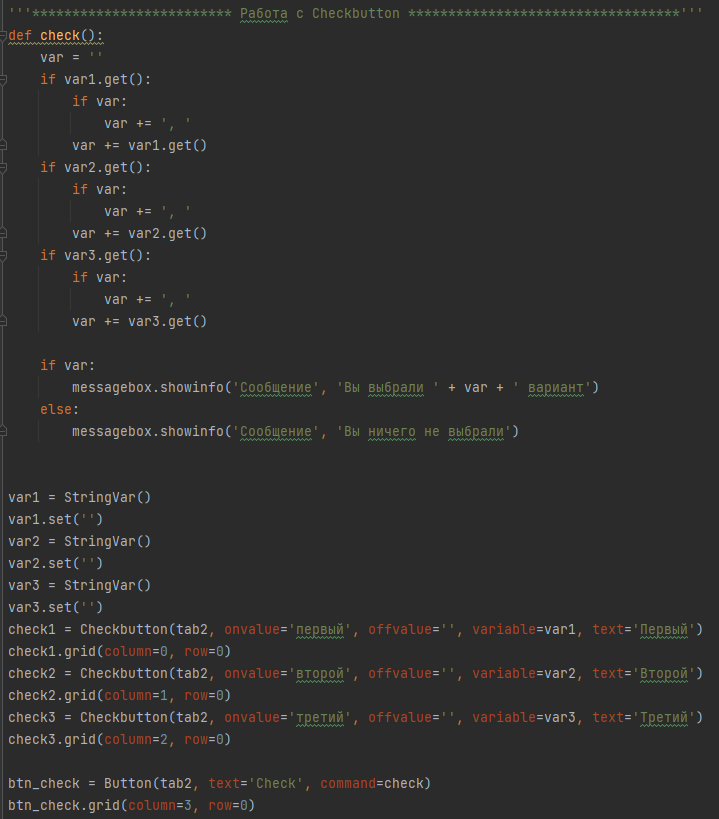 '''************************* Работа с Checkbutton **********************************'''
def check():
    var = ''
    if var1.get():
        if var:
            var += ', '
        var += var1.get()
    if var2.get():
        if var:
            var += ', '
        var += var2.get()
    if var3.get():
        if var:
            var += ', '
        var += var3.get()

    if var:
        messagebox.showinfo('Сообщение', 'Вы выбрали ' + var + ' вариант')
    else:
        messagebox.showinfo('Сообщение', 'Вы ничего не выбрали')


var1 = StringVar()
var1.set('')
var2 = StringVar()
var2.set('')
var3 = StringVar()
var3.set('')
check1 = Checkbutton(tab2, onvalue='первый', offvalue='', variable=var1, text='Первый')
check1.grid(column=0, row=0)
check2 = Checkbutton(tab2, onvalue='второй', offvalue='', variable=var2, text='Второй')
check2.grid(column=1, row=0)
check3 = Checkbutton(tab2, onvalue='третий', offvalue='', variable=var3, text='Третий')
check3.grid(column=2, row=0)

btn_check = Button(tab2, text='Check', command=check)
btn_check.grid(column=3, row=0)